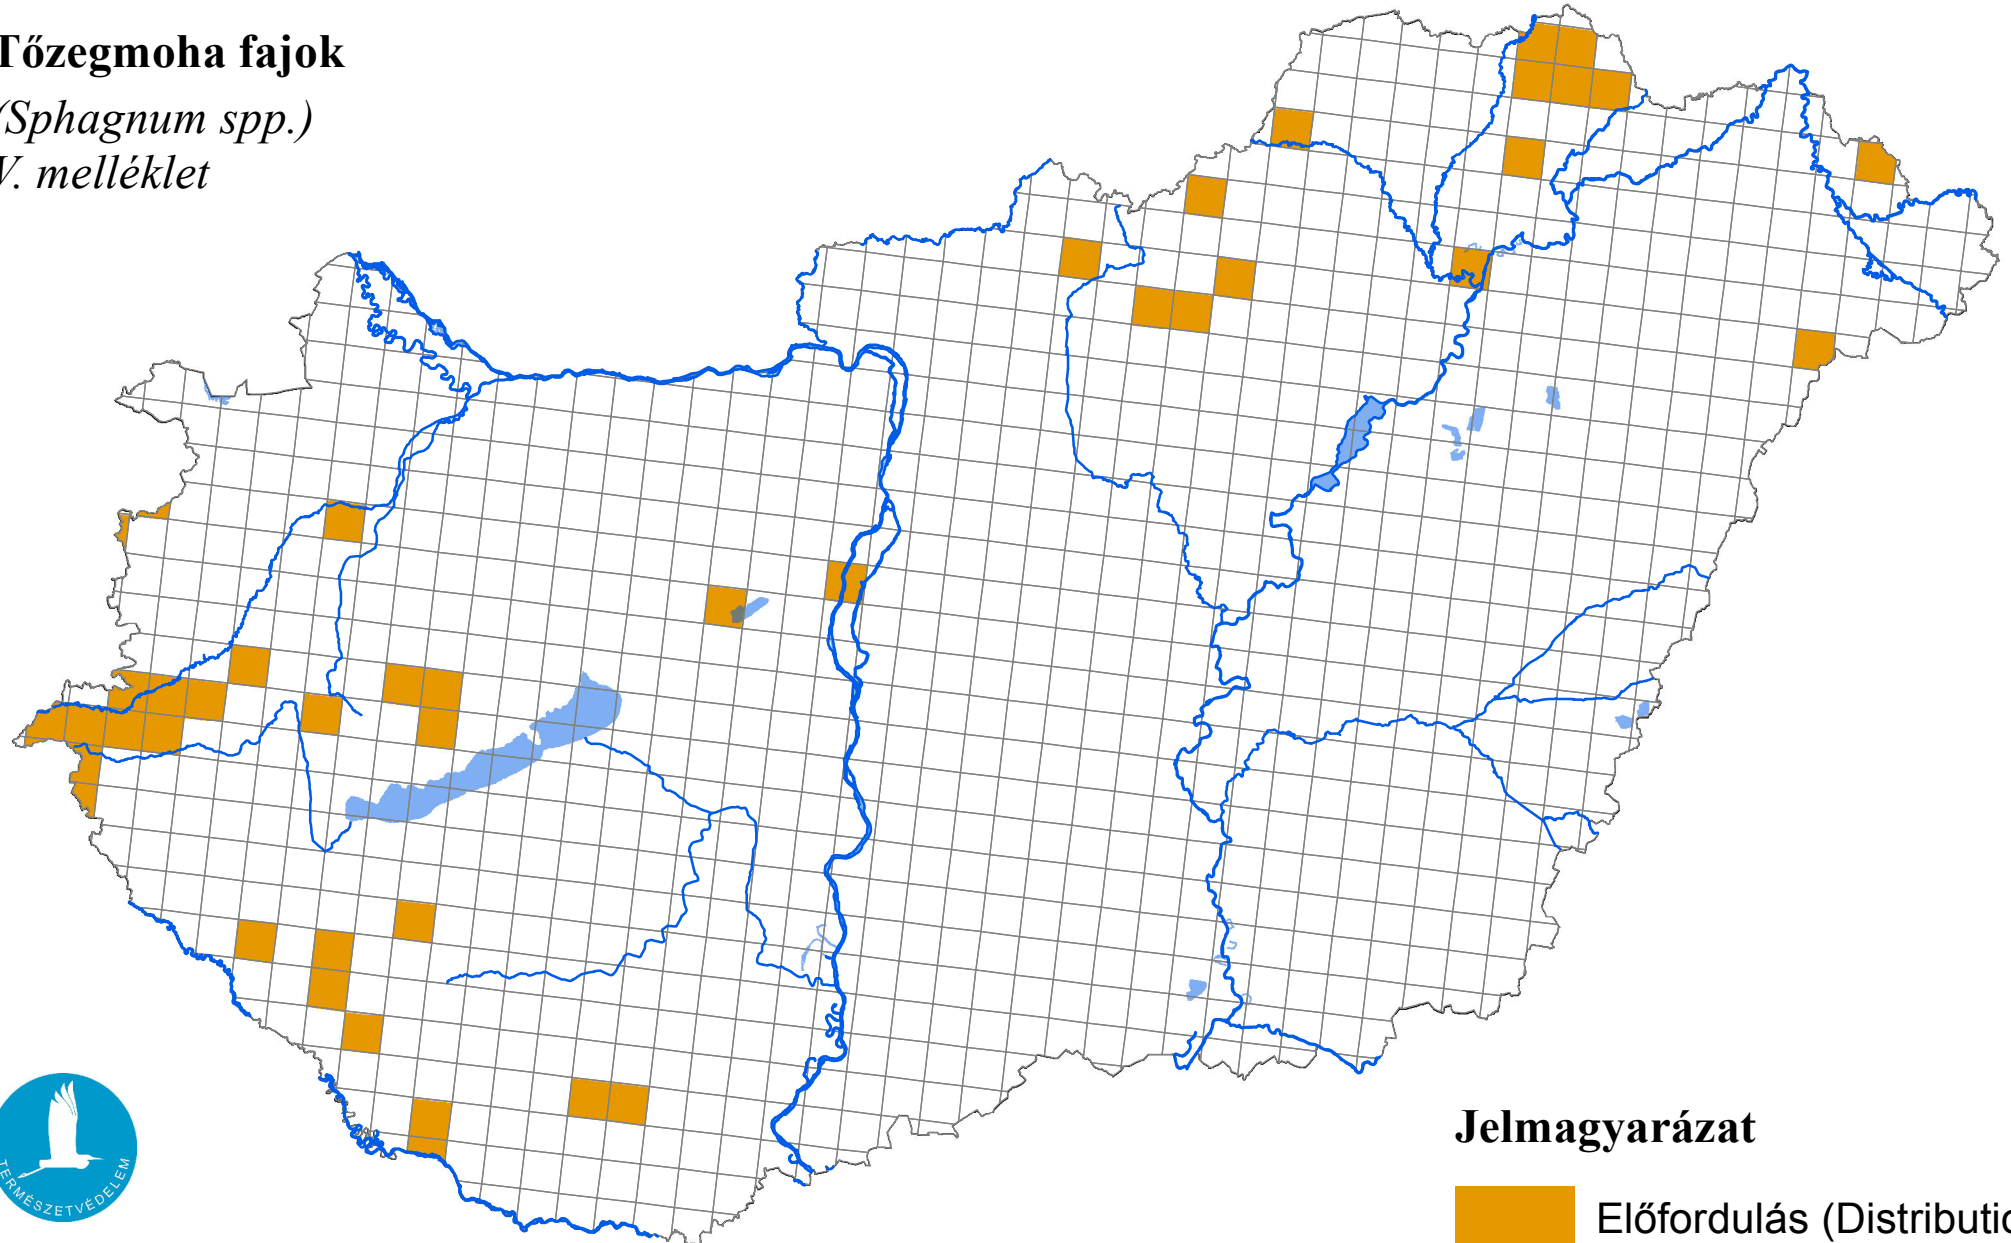 Tőzegmoha fajok
(Sphagnum spp.)
V. melléklet
TERMÉSZETVÉDELEM
Jelmagyarázat
Előfordulás (Distributio